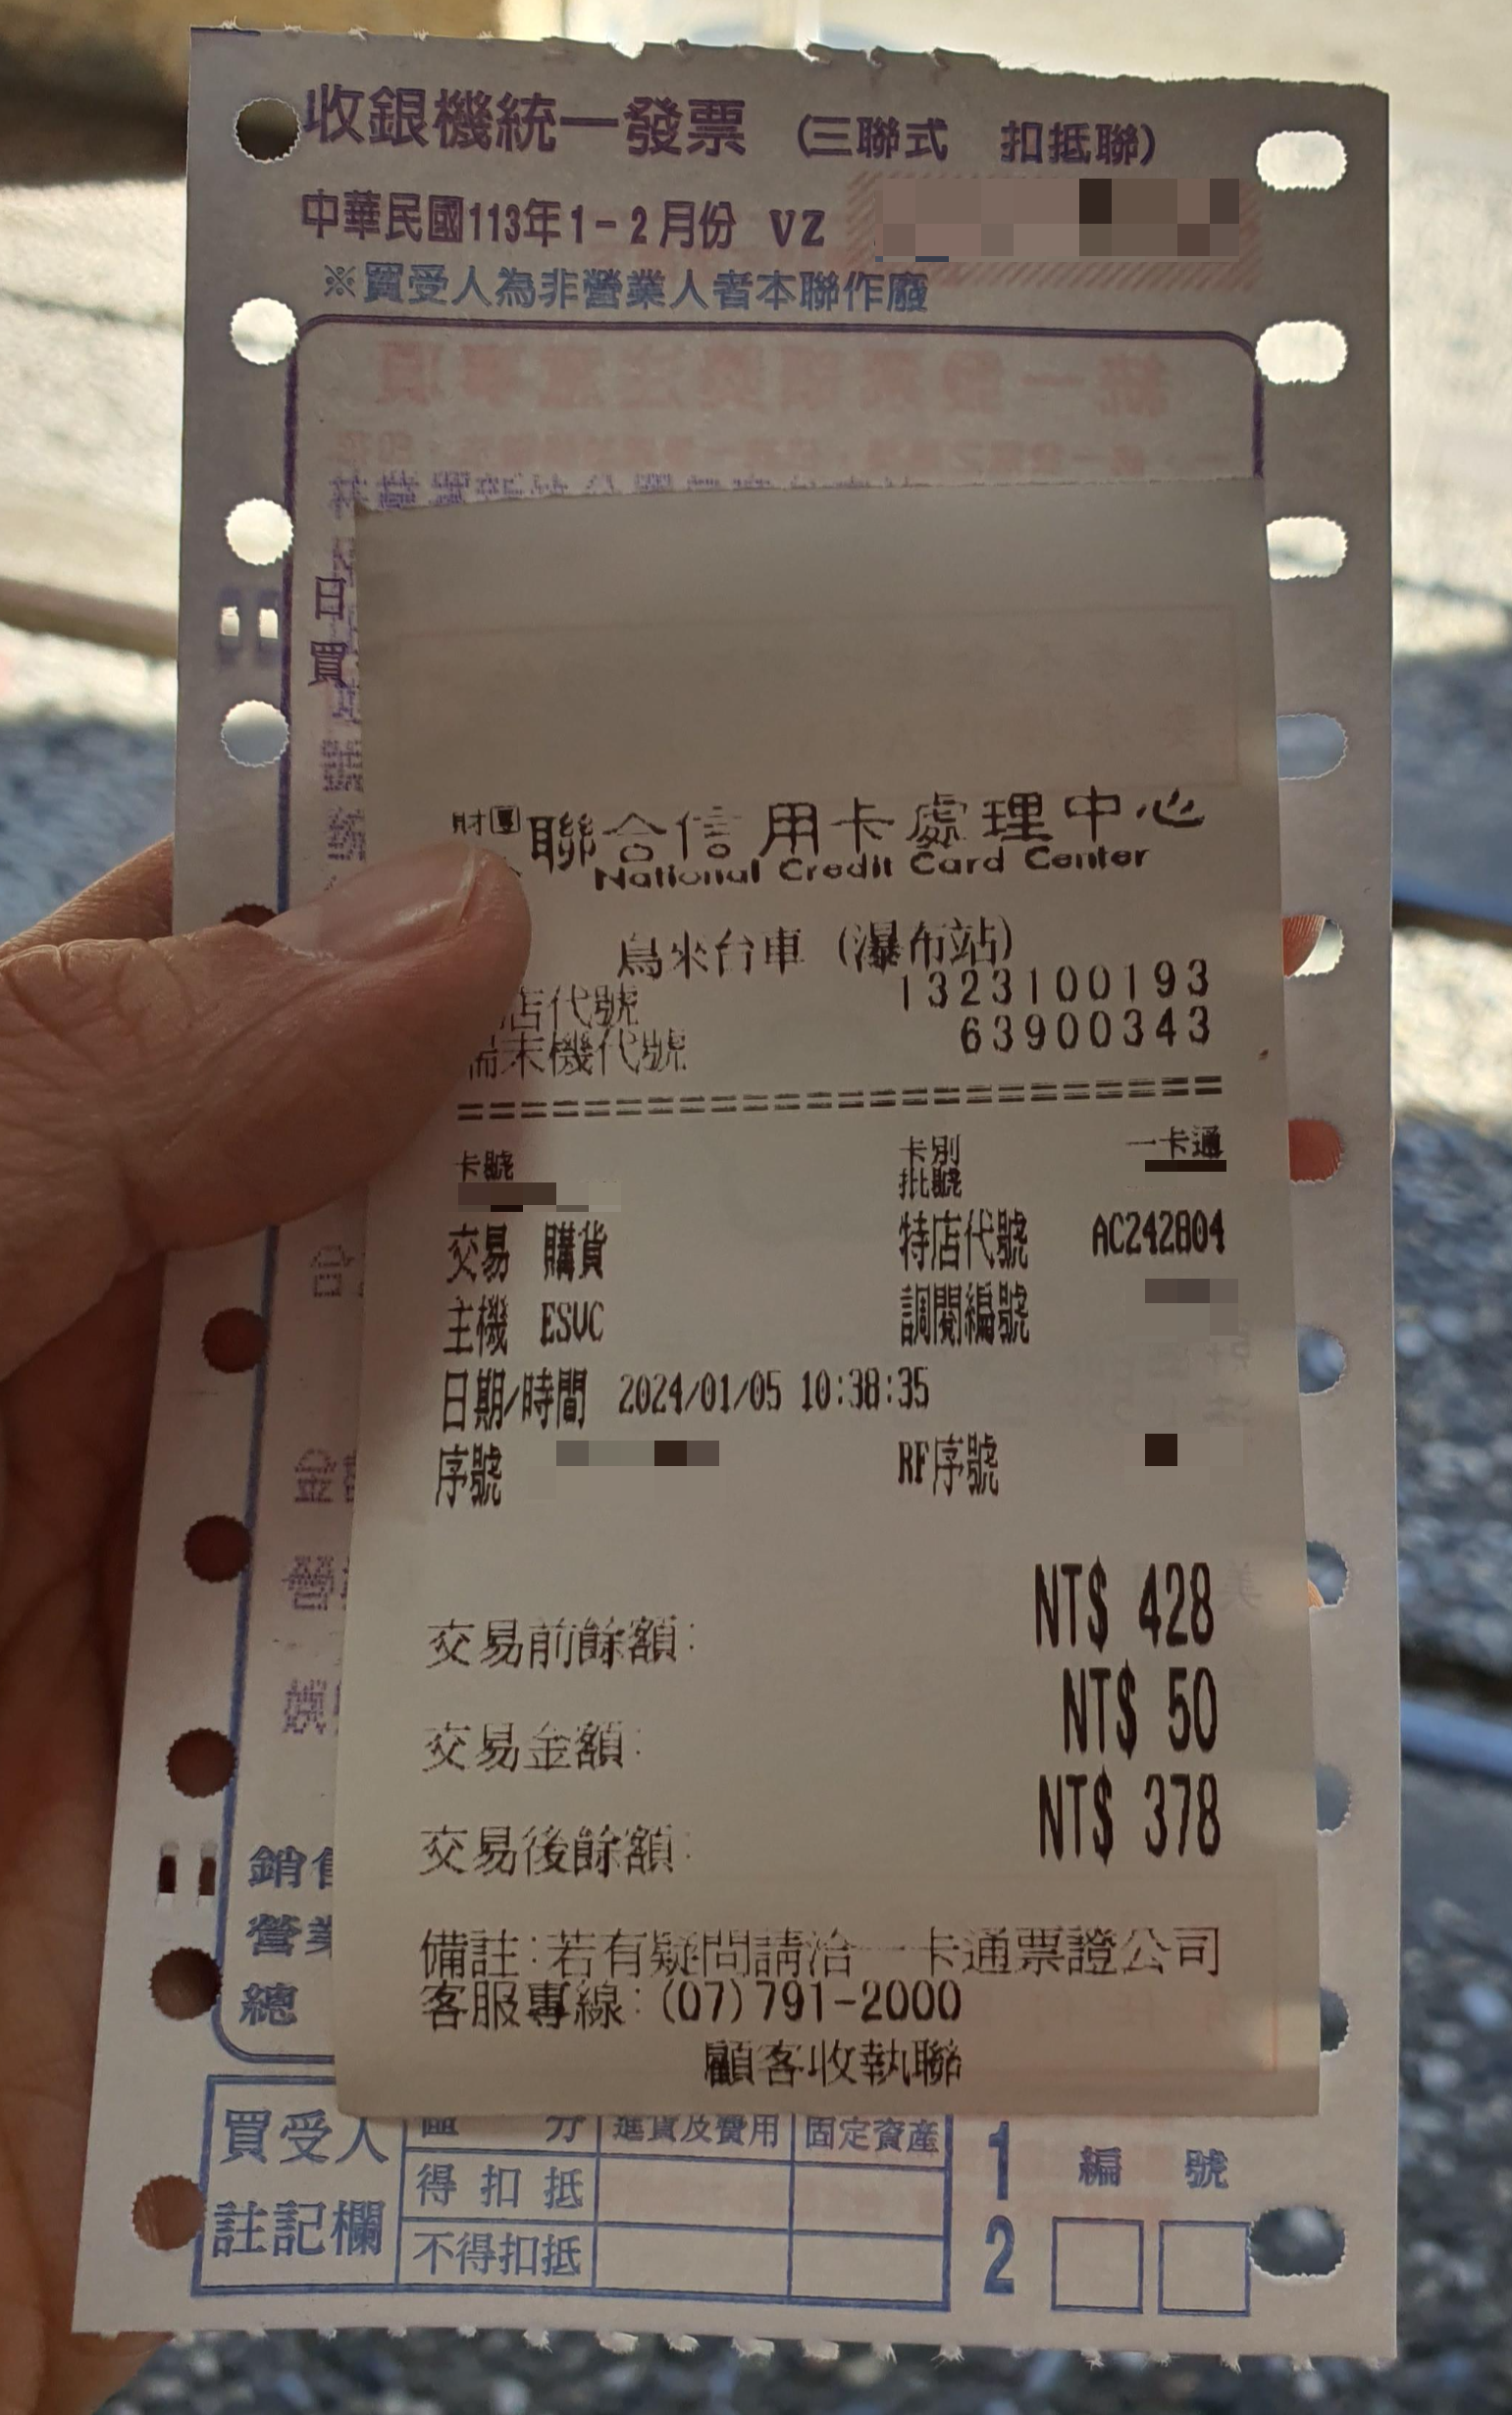 收銀機統一發票 (三聯式 扣抵聯)
中華民國113年1-2月份 VZ
※買受人為非營業人者本聯作廢
日
買
財團 聯合信用卡處理中心
National Credit Card Center
烏來台車 (瀑布站)
店代號 1323100193
末機代號 63900343
================================
卡號 卡別 一卡通
批號
交易 購貨 特店代號 AC242804
主機 ESVC 調閱編號
日期/時間 2024/01/05 10:38:35
序號 RF序號
交易前餘額: NT$ 428
交易金額: NT$ 50
交易後餘額: NT$ 378
備註:若有疑問請洽一卡通票證公司
客服專線:(07)791-2000
顧客收執聯
銷售
營業
總
買受人
註記欄
區分 進貨及費用 固定資產
得扣抵
不得扣抵
1 編 號
2